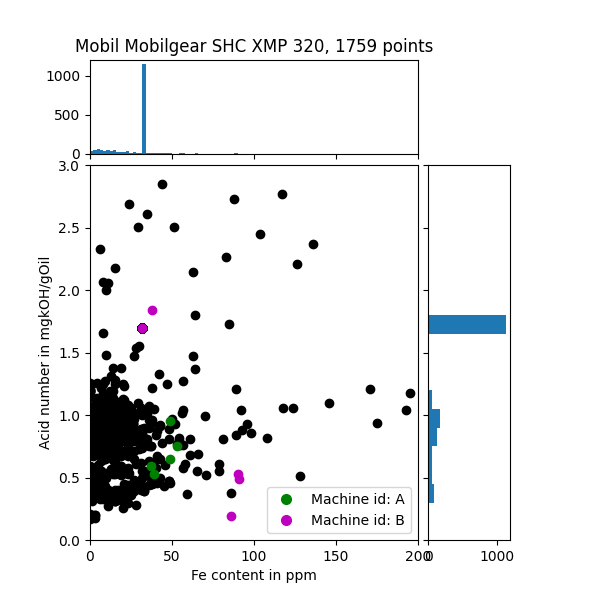 Mobil Mobilgear SHC XMP 320, 1759 points
1000
500
0
3.0
2.5
2.0
1.5
1.0
0.5
0.0
Acid number in mgkOH/gOil
Machine id: A
Machine id: B
0 50 100 150 200
0 1000
Fe content in ppm